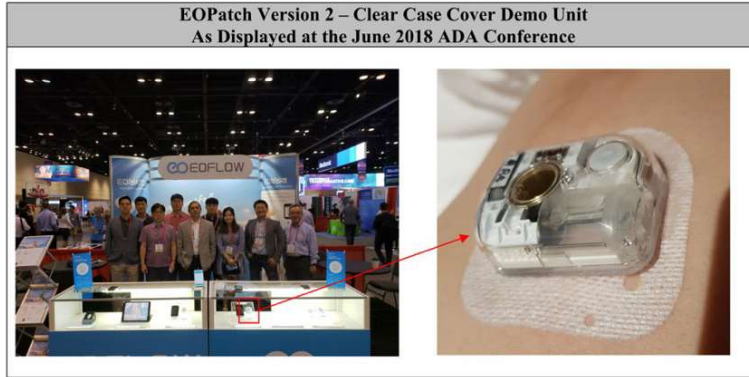 EOPatch Version 2 – Clear Case Cover Demo Unit
As Displayed at the June 2018 ADA Conference
EOFLOW